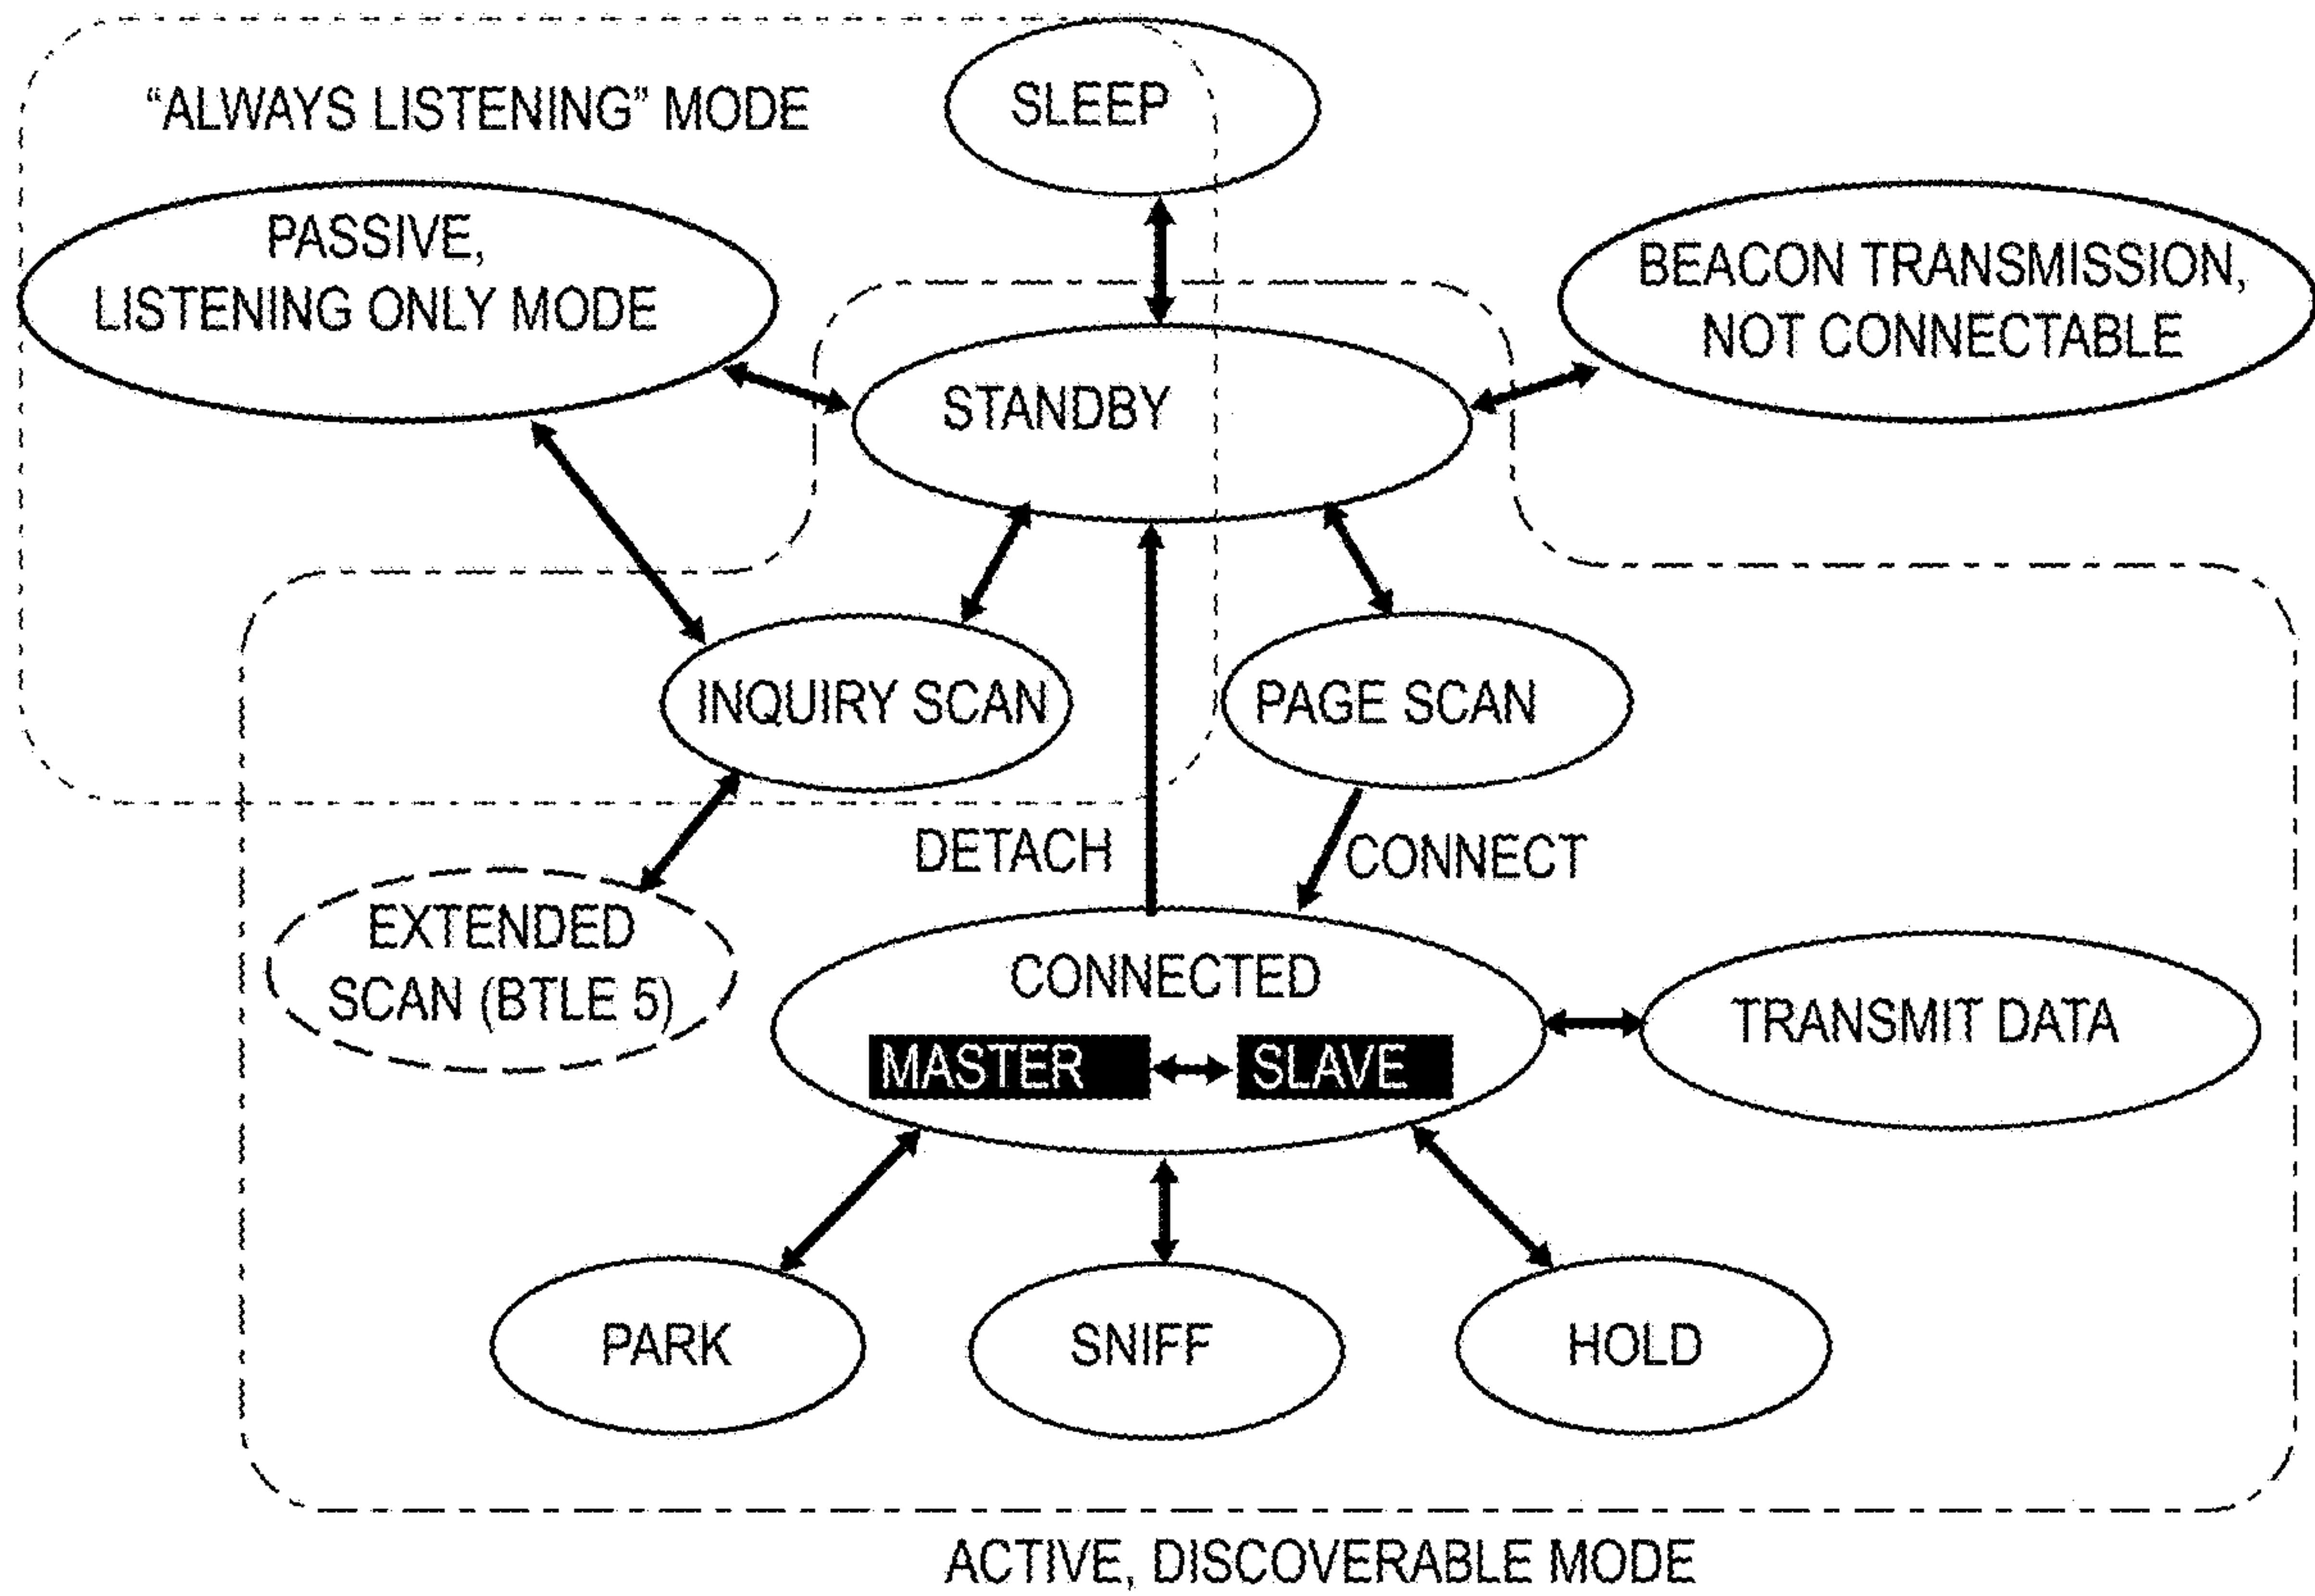 “ALWAYS LISTENING” MODE
SLEEP
PASSIVE,
LISTENING ONLY MODE
BEACON TRANSMISSION,
NOT CONNECTABLE
STANDBY
INQUIRY SCAN
PAGE SCAN
DETACH
CONNECT
EXTENDED
SCAN (BTLE 5)
CONNECTED
MASTER
SLAVE
TRANSMIT DATA
PARK
SNIFF
HOLD
ACTIVE, DISCOVERABLE MODE